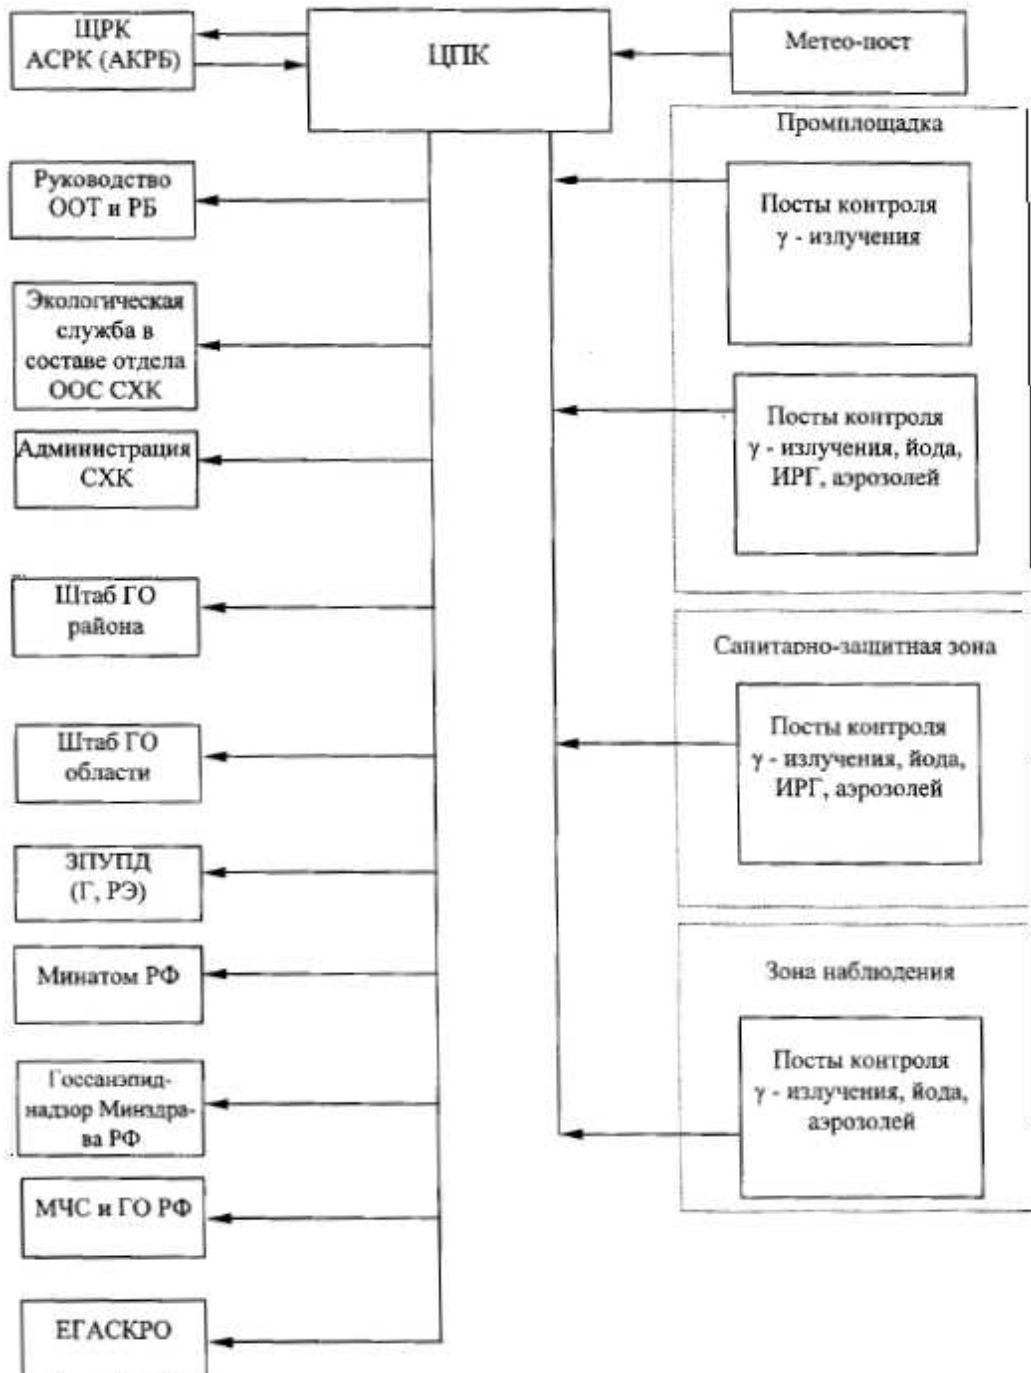 ЩРК
АСРК (АКРБ)
ЦПК
Метео-пост
Промплощадка
Руководство
ООТ и РБ
Посты контроля
γ - излучения
Экологическая
служба в
составе отдела
ООС СХК
Посты контроля
γ - излучения, йода,
ИРГ, аэрозолей
Администрация
СХК
Штаб ГО
района
Санитарно-защитная зона
Посты контроля
γ - излучения, йода,
ИРГ, аэрозолей
Штаб ГО
области
ЗПУПД
(Г, РЭ)
Минатом РФ
Зона наблюдения
Посты контроля
γ - излучения, йода,
аэрозолей
Госсанэпид-
надзор Минздра-
ва РФ
МЧС и ГО РФ
ЕГАСКРО